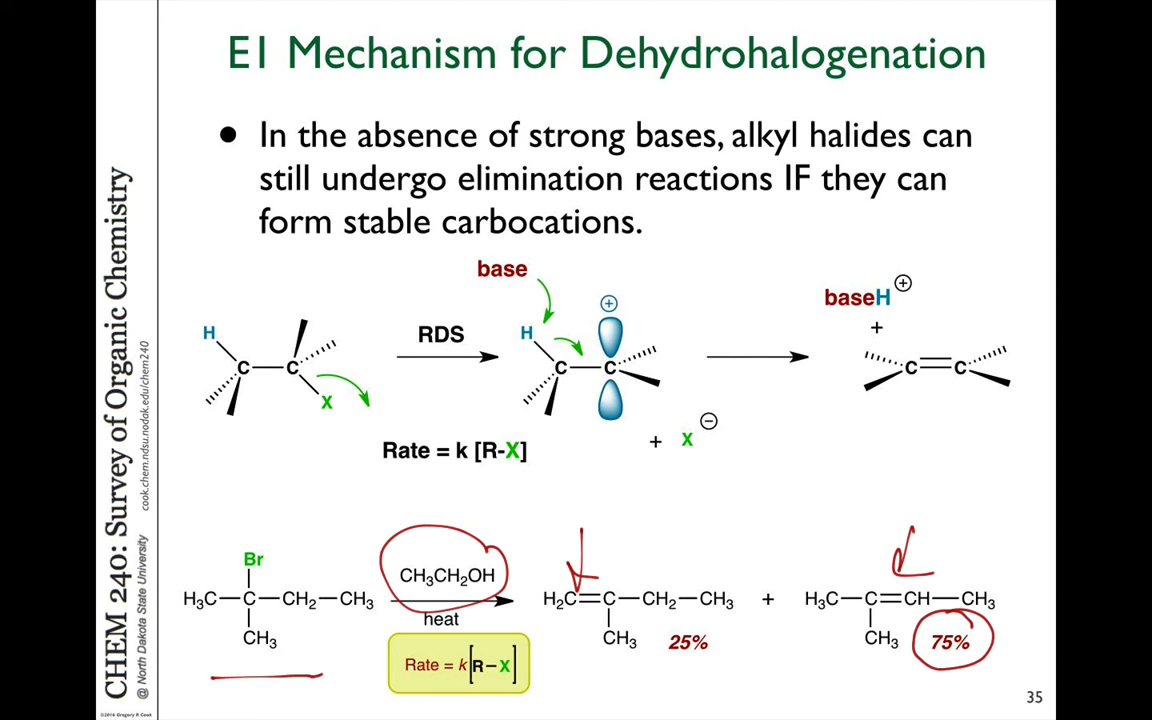 E1 Mechanism for Dehydrohalogenation
• In the absence of strong bases, alkyl halides can
still undergo elimination reactions IF they can
form stable carbocations.
base
H
C
C
X
RDS
Rate = k [R-X]
H
C
C
⊕
+ X ⊖
baseH ⊕
+
C
C
Br
H₃C—C—CH₂—CH₃
CH₃
CH₃CH₂OH
heat
Rate = k[R−X]
H₂C=C—CH₂—CH₃
CH₃
25%
+
H₃C—C=CH—CH₃
CH₃
75%
35
CHEM 240: Survey of Organic Chemistry
@ North Dakota State University cook.chem.ndsu.nodak.edu/chem240
©2016 Gregory R Cook